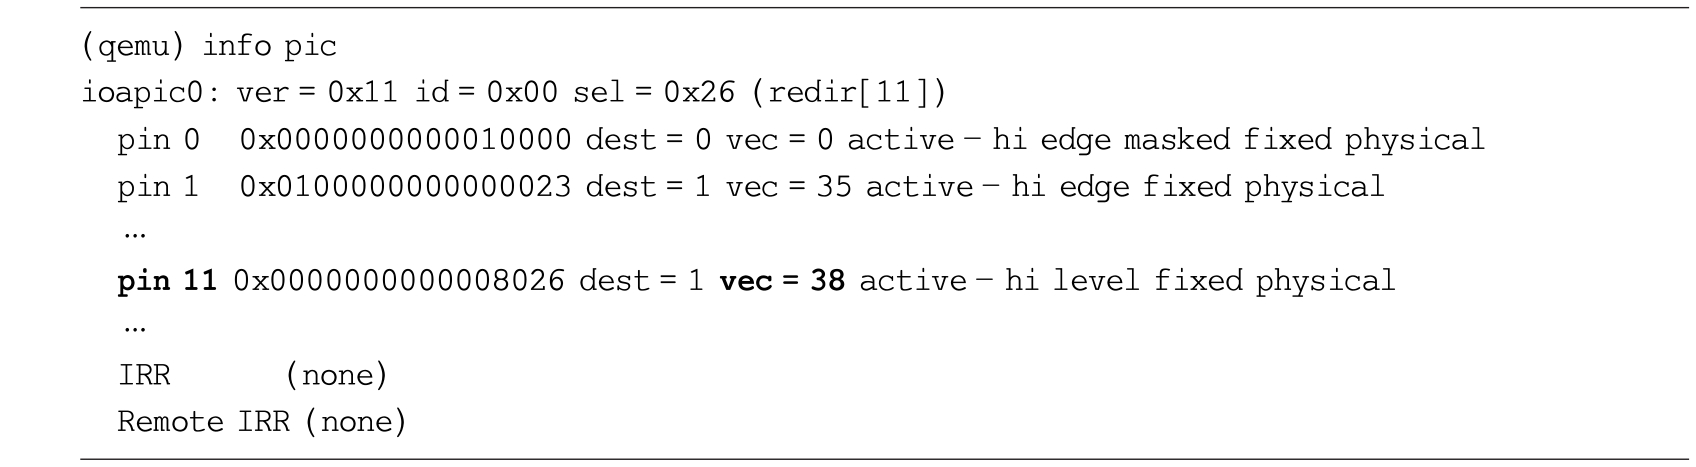 (qemu) info pic
ioapic0: ver = 0x11 id = 0x00 sel = 0x26 (redir[11])
pin 0 0x0000000000010000 dest = 0 vec = 0 active - hi edge masked fixed physical
pin 1 0x0100000000000023 dest = 1 vec = 35 active - hi edge fixed physical
…
pin 11 0x0000000000008026 dest = 1 vec = 38 active - hi level fixed physical
…
IRR (none)
Remote IRR (none)